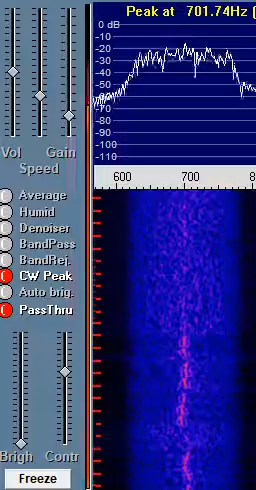 Peak at 701.74Hz (
0 dB
-10
-20
-30
-40
-50
-60
-70
-80
-90
-100
-110
600 700 8
Vol Gain
Speed
Average
Humid
Denoiser
BandPass
BandRej.
CW Peak
Auto brig.
PassThru
Brigh Contr
Freeze